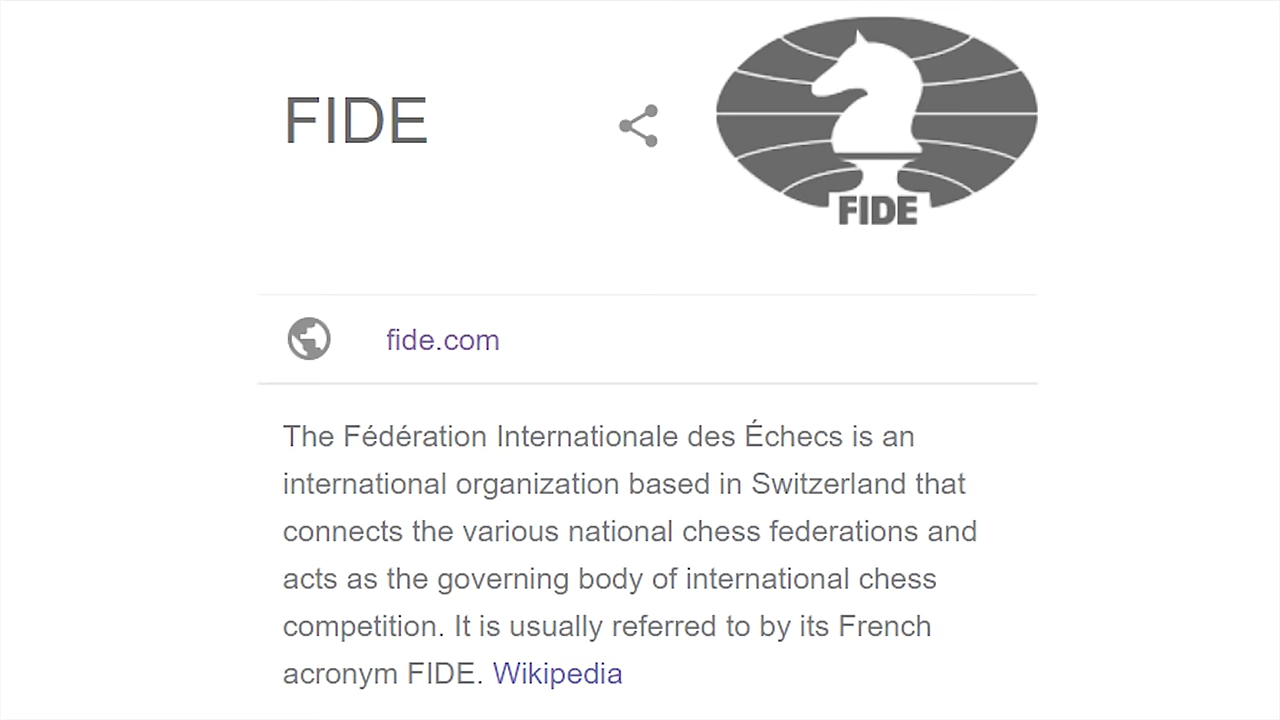 FIDE
FIDE
fide.com
The Fédération Internationale des Échecs is an
international organization based in Switzerland that
connects the various national chess federations and
acts as the governing body of international chess
competition. It is usually referred to by its French
acronym FIDE. Wikipedia